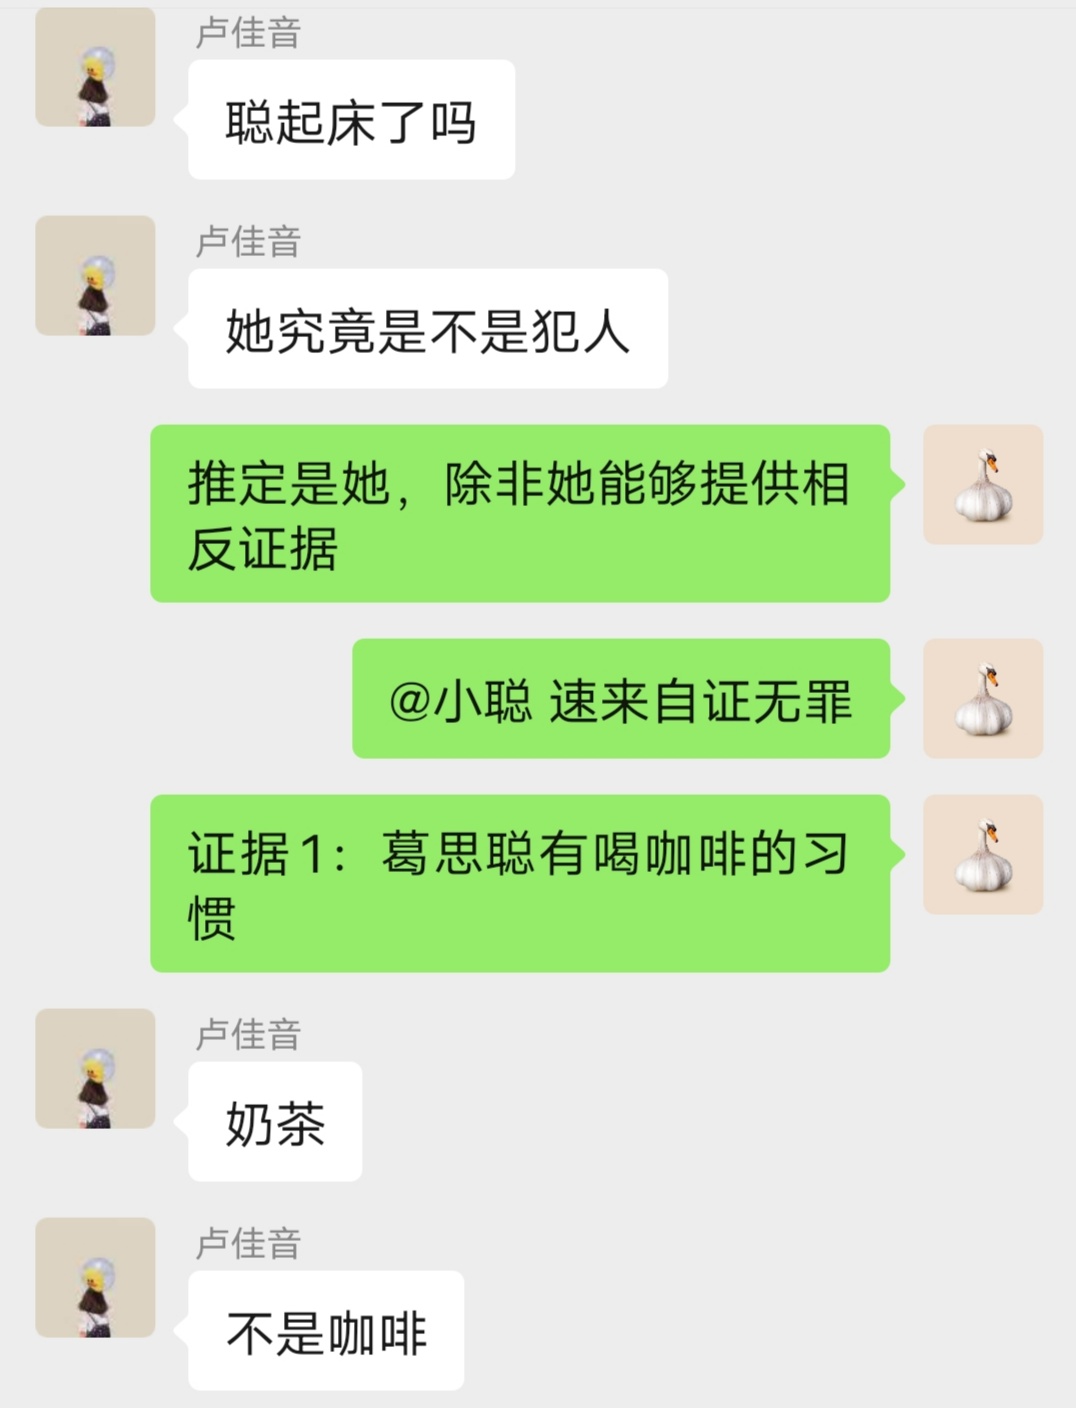 卢佳音
聪起床了吗
卢佳音
她究竟是不是犯人
推定是她，除非她能够提供相
反证据
@小聪 速来自证无罪
证据1：葛思聪有喝咖啡的习
惯
卢佳音
奶茶
卢佳音
不是咖啡